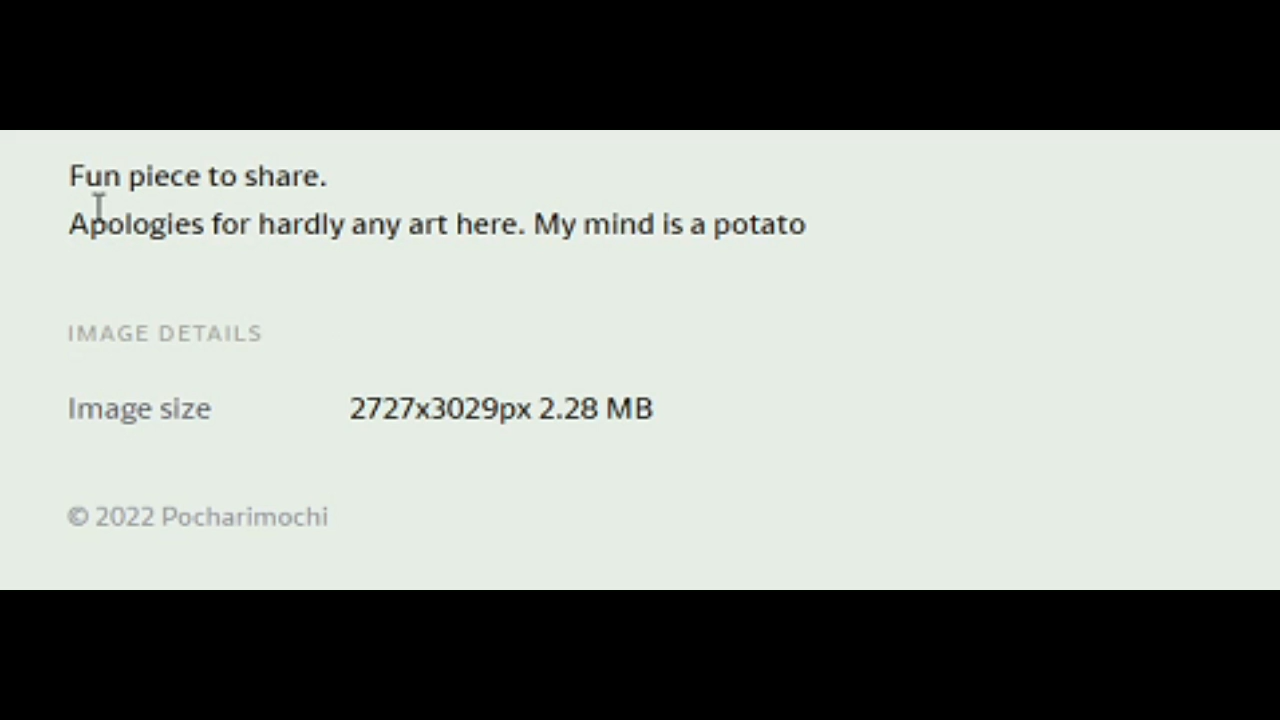 Fun piece to share.
Apologies for hardly any art here. My mind is a potato
IMAGE DETAILS
Image size 2727x3029px 2.28 MB
© 2022 Pocharimochi